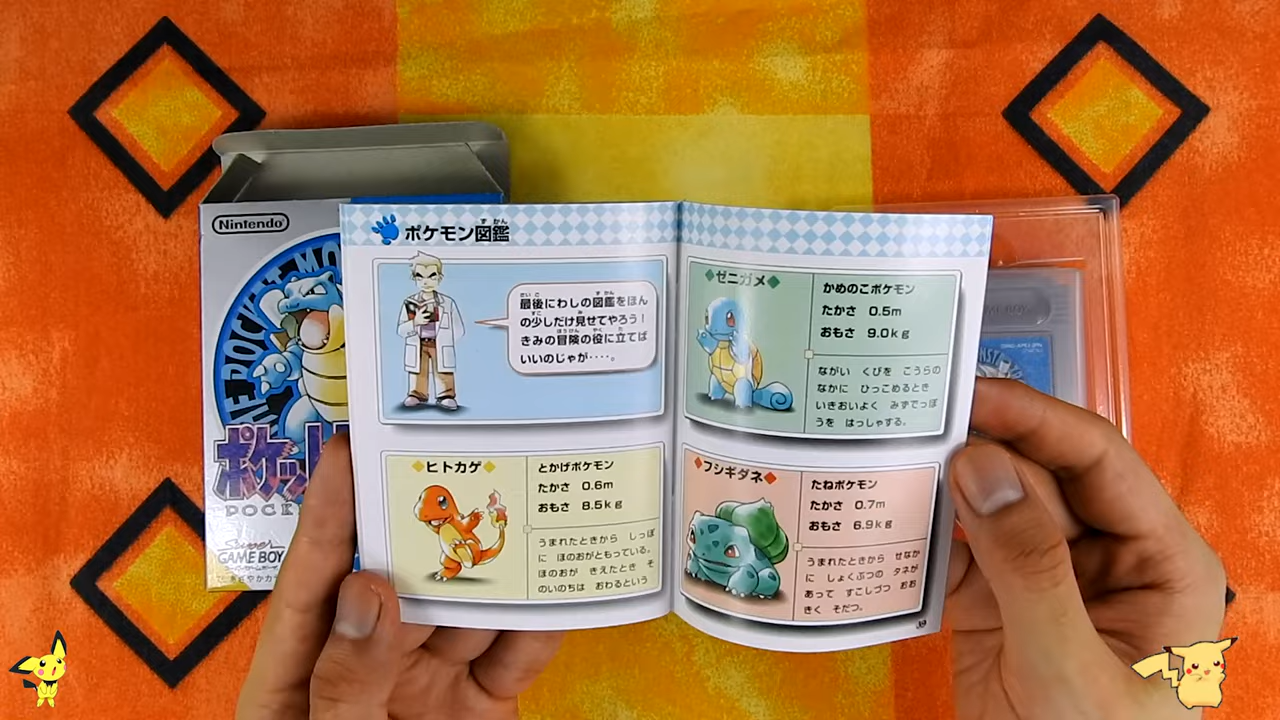 Nintendo
ポケモン図鑑
ず かん
最後にわしの図鑑をほん
の少しだけ見せてやろう!
きみの冒険の役に立てば
いいのじゃが‥‥。
ゼニガメ
かめのこポケモン
たかさ 0.5m
おもさ 9.0kg
ながい くびを こうらの
なかに ひっこめるとき
いきおいよく みずでっぽ
うを はっしゃする。
ヒトカゲ
とかげポケモン
たかさ 0.6m
おもさ 8.5kg
うまれたときから しっぽ
に ほのおがともっている。
ほのおが きえたとき そ
のいのちは おわるという
フシギダネ
たねポケモン
たかさ 0.7m
おもさ 6.9kg
うまれたときから せなか
に しょくぶつの タネが
あって すこしづつ おお
きく そだつ。
ポケット
POCK
Super
GAME BOY